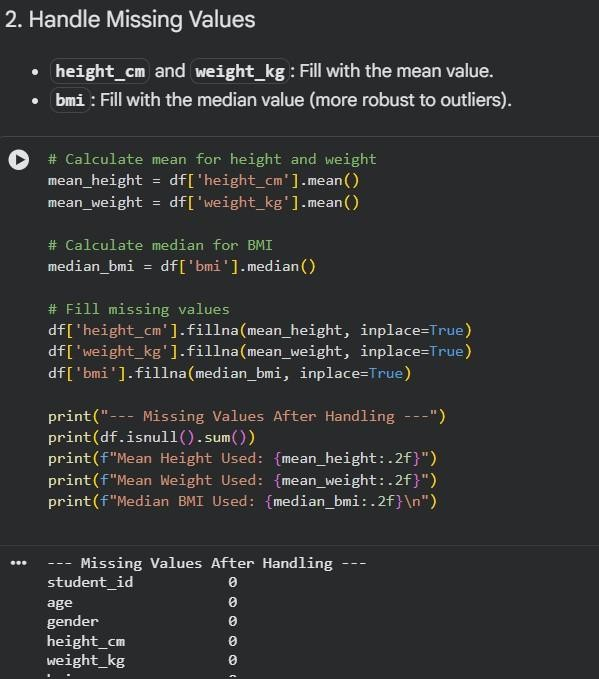 2. Handle Missing Values
• height_cm and weight_kg: Fill with the mean value.
• bmi: Fill with the median value (more robust to outliers).
# Calculate mean for height and weight
mean_height = df['height_cm'].mean()
mean_weight = df['weight_kg'].mean()
# Calculate median for BMI
median_bmi = df['bmi'].median()
# Fill missing values
df['height_cm'].fillna(mean_height, inplace=True)
df['weight_kg'].fillna(mean_weight, inplace=True)
df['bmi'].fillna(median_bmi, inplace=True)
print("--- Missing Values After Handling ---")
print(df.isnull().sum())
print(f"Mean Height Used: {mean_height:.2f}")
print(f"Mean Weight Used: {mean_weight:.2f}")
print(f"Median BMI Used: {median_bmi:.2f}\n")
--- Missing Values After Handling ---
student_id 0
age 0
gender 0
height_cm 0
weight_kg 0